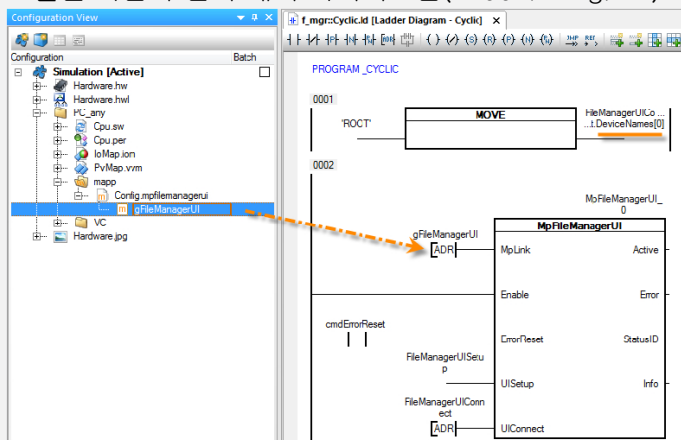 Configuration View
f_mgr::Cyclic.ld [Ladder Diagram - Cyclic]
Configuration
Batch
Simulation [Active]
Hardware.hw
Hardware.hwl
PC_any
Cpu.sw
Cpu.per
IoMap.iom
PvMap.vvm
mapp
Config.mpfilemanagerui
gFileManagerUI
VC
Hardware.jpg
PROGRAM _CYCLIC
0001
MOVE
FileManagerUICo ...
'ROOT'
...t.DeviceNames[0]
0002
MpFileManagerUI_
0
gFileManagerUI
MpFileManagerUI
ADR
MpLink
Active
Enable
Error
cmdErrorReset
ErrorReset
StatusID
FileManagerUISetu
p
UISetup
Info
FileManagerUIConn
ect
ADR
UIConnect